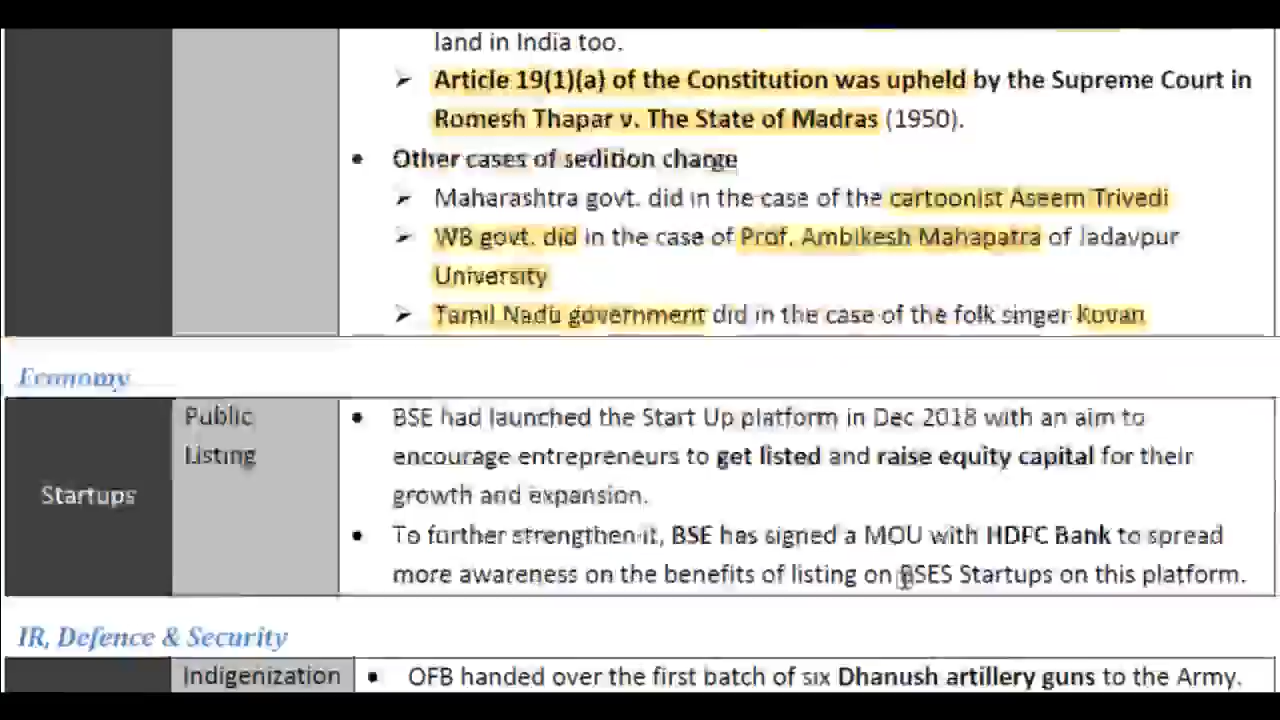 land in India too.
➤ Article 19(1)(a) of the Constitution was upheld by the Supreme Court in
Romesh Thapar v. The State of Madras (1950).
• Other cases of sedition charge
➤ Maharashtra govt. did in the case of the cartoonist Aseem Trivedi
➤ WB govt. did in the case of Prof. Ambikesh Mahapatra of Jadavpur
University
➤ Tamil Nadu government did in the case of the folk singer Kovan
Economy
Startups
Public
Listing
• BSE had launched the Start Up platform in Dec 2018 with an aim to
encourage entrepreneurs to get listed and raise equity capital for their
growth and expansion.
• To further strengthen it, BSE has signed a MOU with HDFC Bank to spread
more awareness on the benefits of listing on BSES Startups on this platform.
IR, Defence & Security
Indigenization
• OFB handed over the first batch of six Dhanush artillery guns to the Army.